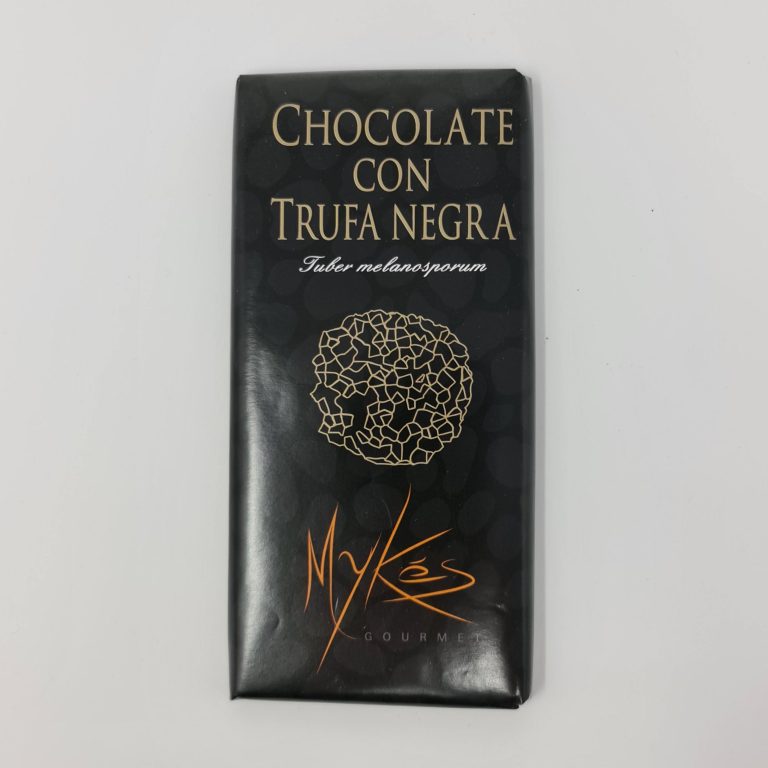 CHOCOLATE
CON
TRUFA NEGRA
Tuber melanosporum
MyKés
GOURMET